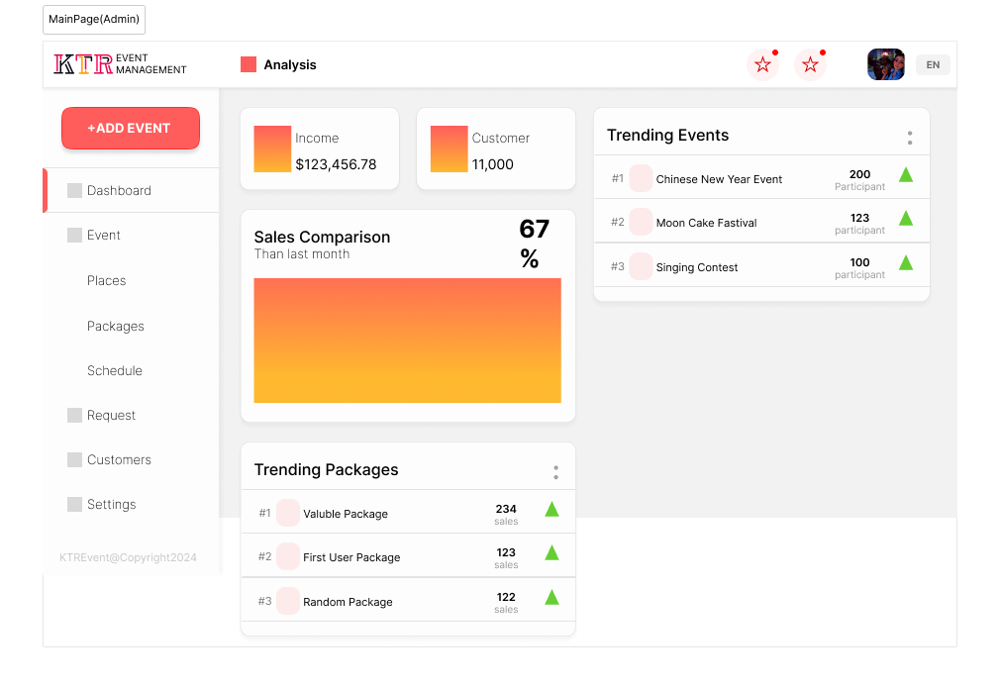 MainPage(Admin)
KTR EVENT
MANAGEMENT
Analysis
EN
+ADD EVENT
Dashboard
Event
Places
Packages
Schedule
Request
Customers
Settings
KTREvent@Copyright2024
Income
$123,456.78
Customer
11,000
Sales Comparison
Than last month
67
%
Trending Packages
#1 Valuble Package 234
sales
#2 First User Package 123
sales
#3 Random Package 122
sales
Trending Events
#1 Chinese New Year Event 200
Participant
#2 Moon Cake Fastival 123
participant
#3 Singing Contest 100
participant